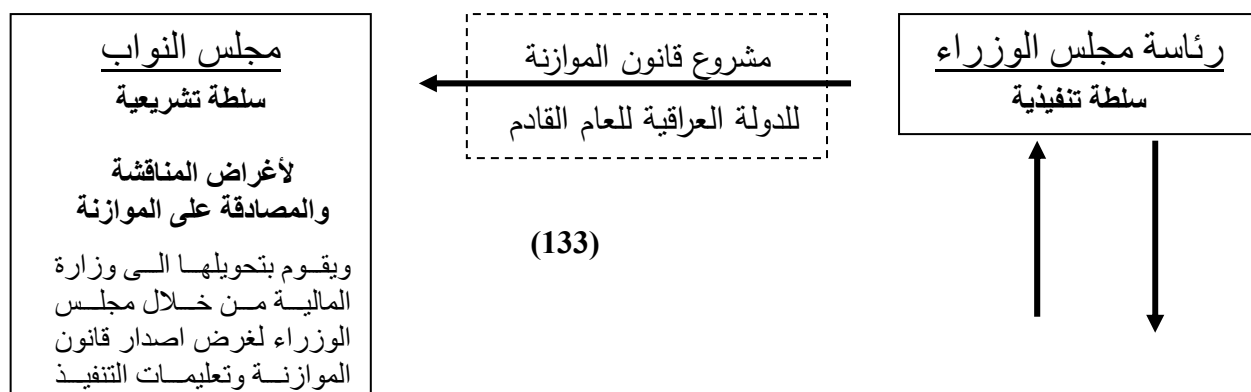 رئاسة مجلس الوزراء
سلطة تنفيذية
مشروع قانون الموازنة
للدولة العراقية للعام القادم
مجلس النواب
سلطة تشريعية
لأغراض المناقشة
والمصادقة على الموازنة
ويقوم بتحويلها الى وزارة
المالية من خلال مجلس
الوزراء لغرض اصدار قانون
الموازنة وتعليمات التنفيذ
(133)